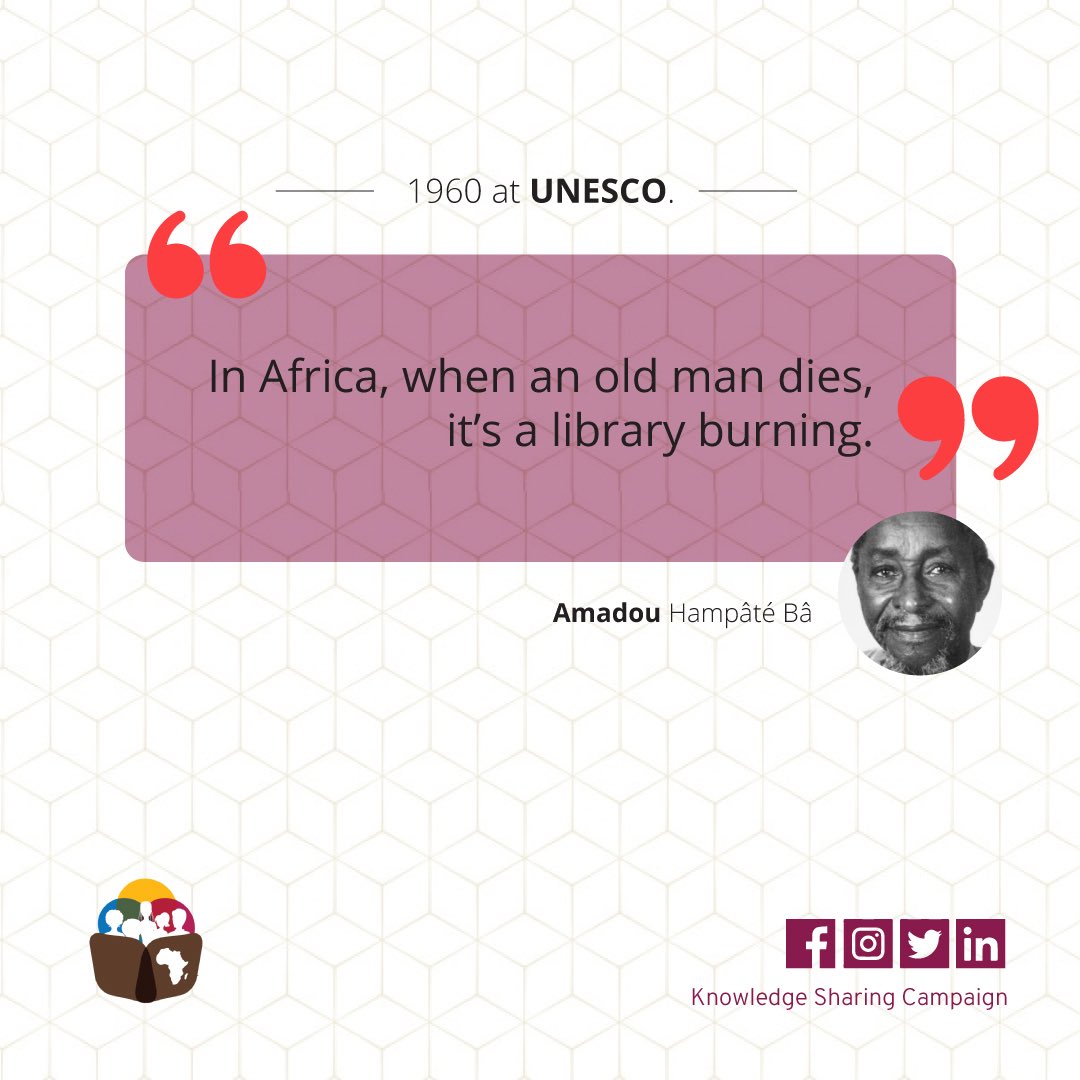 1960 at UNESCO.
In Africa, when an old man dies,
it’s a library burning.
Amadou Hampâté Bâ
Knowledge Sharing Campaign